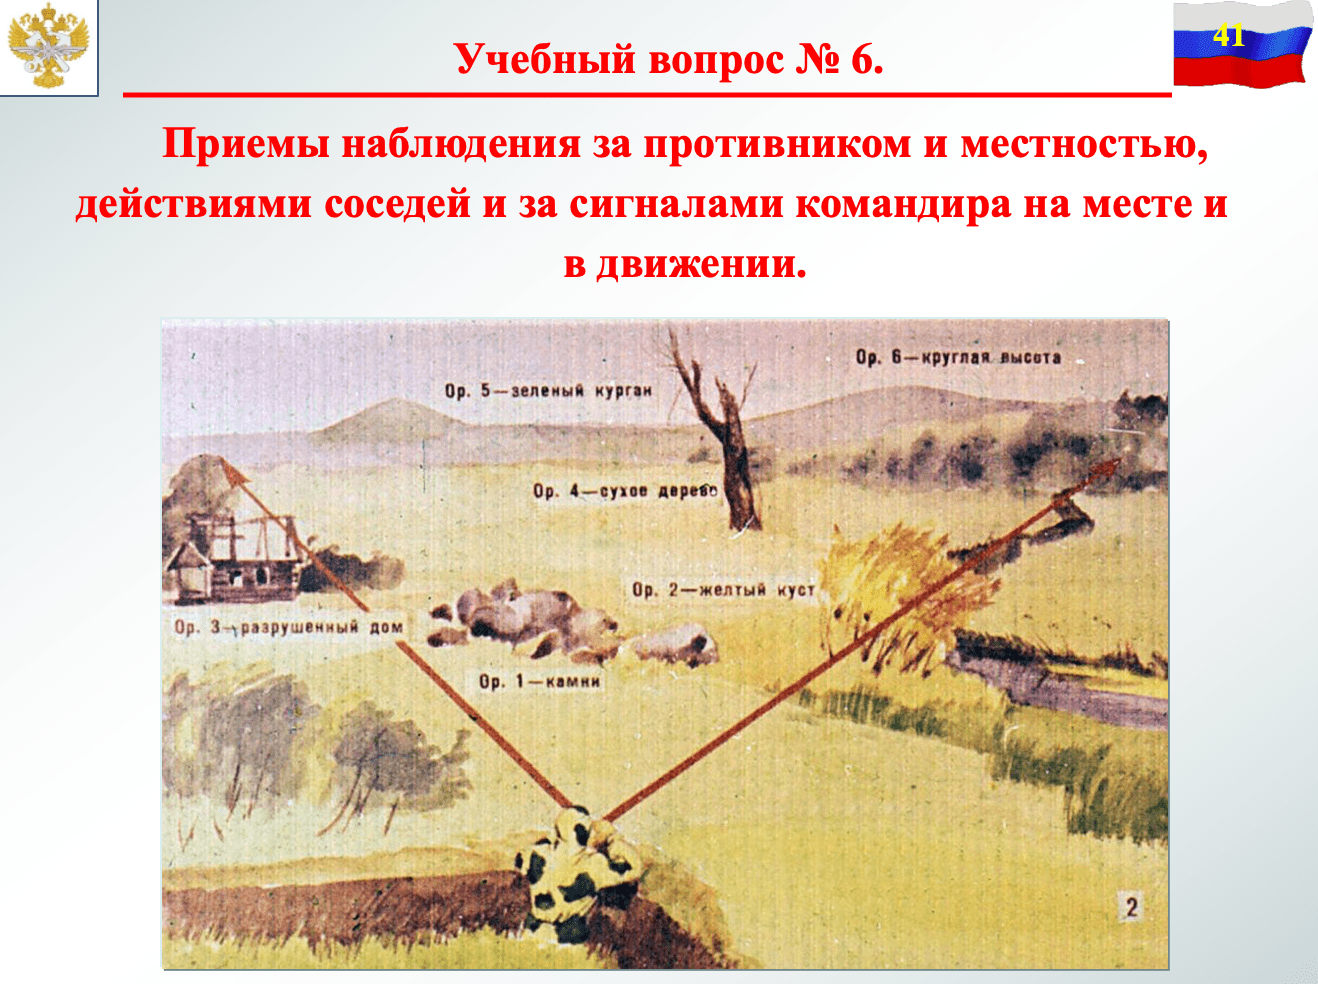 41
Учебный вопрос № 6.
Приемы наблюдения за противником и местностью,
действиями соседей и за сигналами командира на месте и
в движении.
Ор. 6—круглая высота
Ор. 5—зеленый курган
Ор. 4—сухое дерево
Ор. 2—желтый куст
Ор. 3—разрушенный дом
Ор. 1—камни
2